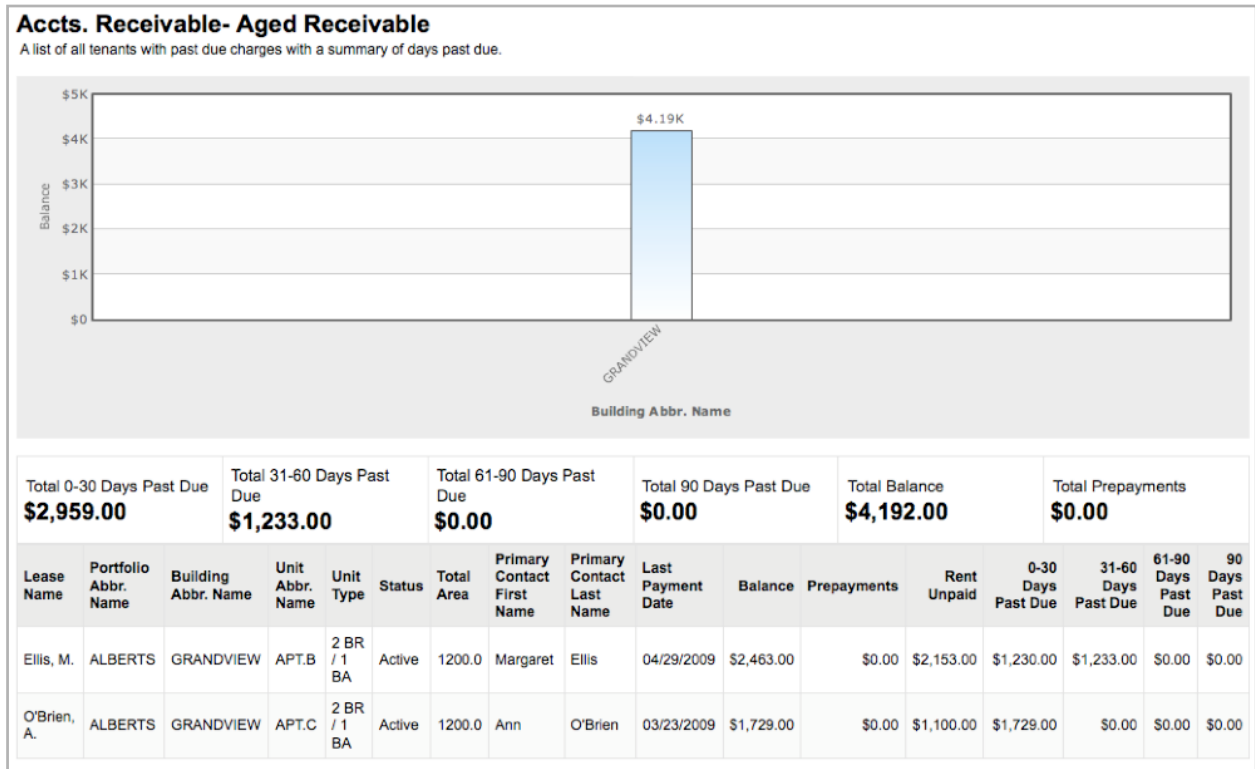 Accts. Receivable- Aged Receivable
A list of all tenants with past due charges with a summary of days past due.
$5K
$4K
$3K
$2K
$1K
$0
Balance
$4.19K
GRANDVIEW
Building Abbr. Name
Total 0-30 Days Past Due
$2,959.00
Total 31-60 Days Past
Due
$1,233.00
Total 61-90 Days Past
Due
$0.00
Total 90 Days Past Due
$0.00
Total Balance
$4,192.00
Total Prepayments
$0.00
Lease
Name
Portfolio
Abbr.
Name
Building
Abbr. Name
Unit
Abbr.
Name
Unit
Type
Status
Total
Area
Primary
Contact
First
Name
Primary
Contact
Last
Name
Last
Payment
Date
Balance
Prepayments
Rent
Unpaid
0-30
Days
Past Due
31-60
Days
Past Due
61-90
Days
Past
Due
90
Days
Past
Due
Ellis, M.
ALBERTS
GRANDVIEW
APT.B
2 BR
/ 1
BA
Active
1200.0
Margaret
Ellis
04/29/2009
$2,463.00
$0.00
$2,153.00
$1,230.00
$1,233.00
$0.00
$0.00
O'Brien,
A.
ALBERTS
GRANDVIEW
APT.C
2 BR
/ 1
BA
Active
1200.0
Ann
O'Brien
03/23/2009
$1,729.00
$0.00
$1,100.00
$1,729.00
$0.00
$0.00
$0.00